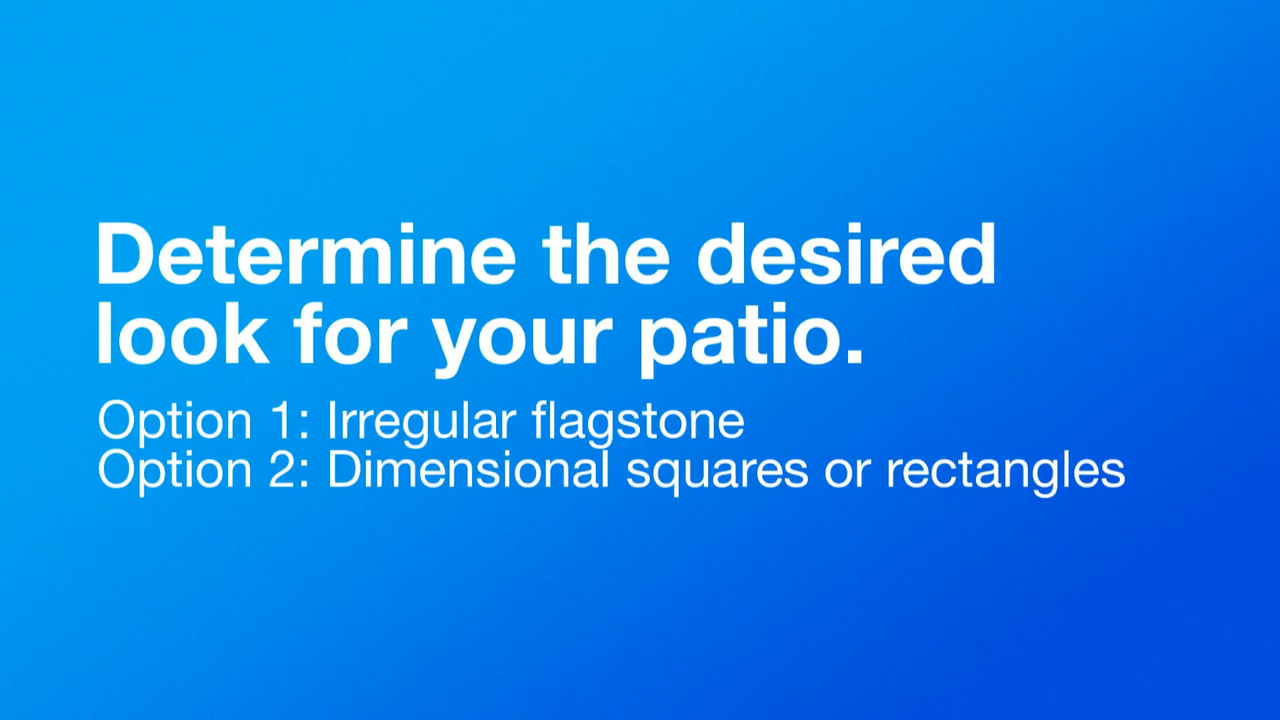 Determine the desired
look for your patio.
Option 1: Irregular flagstone
Option 2: Dimensional squares or rectangles